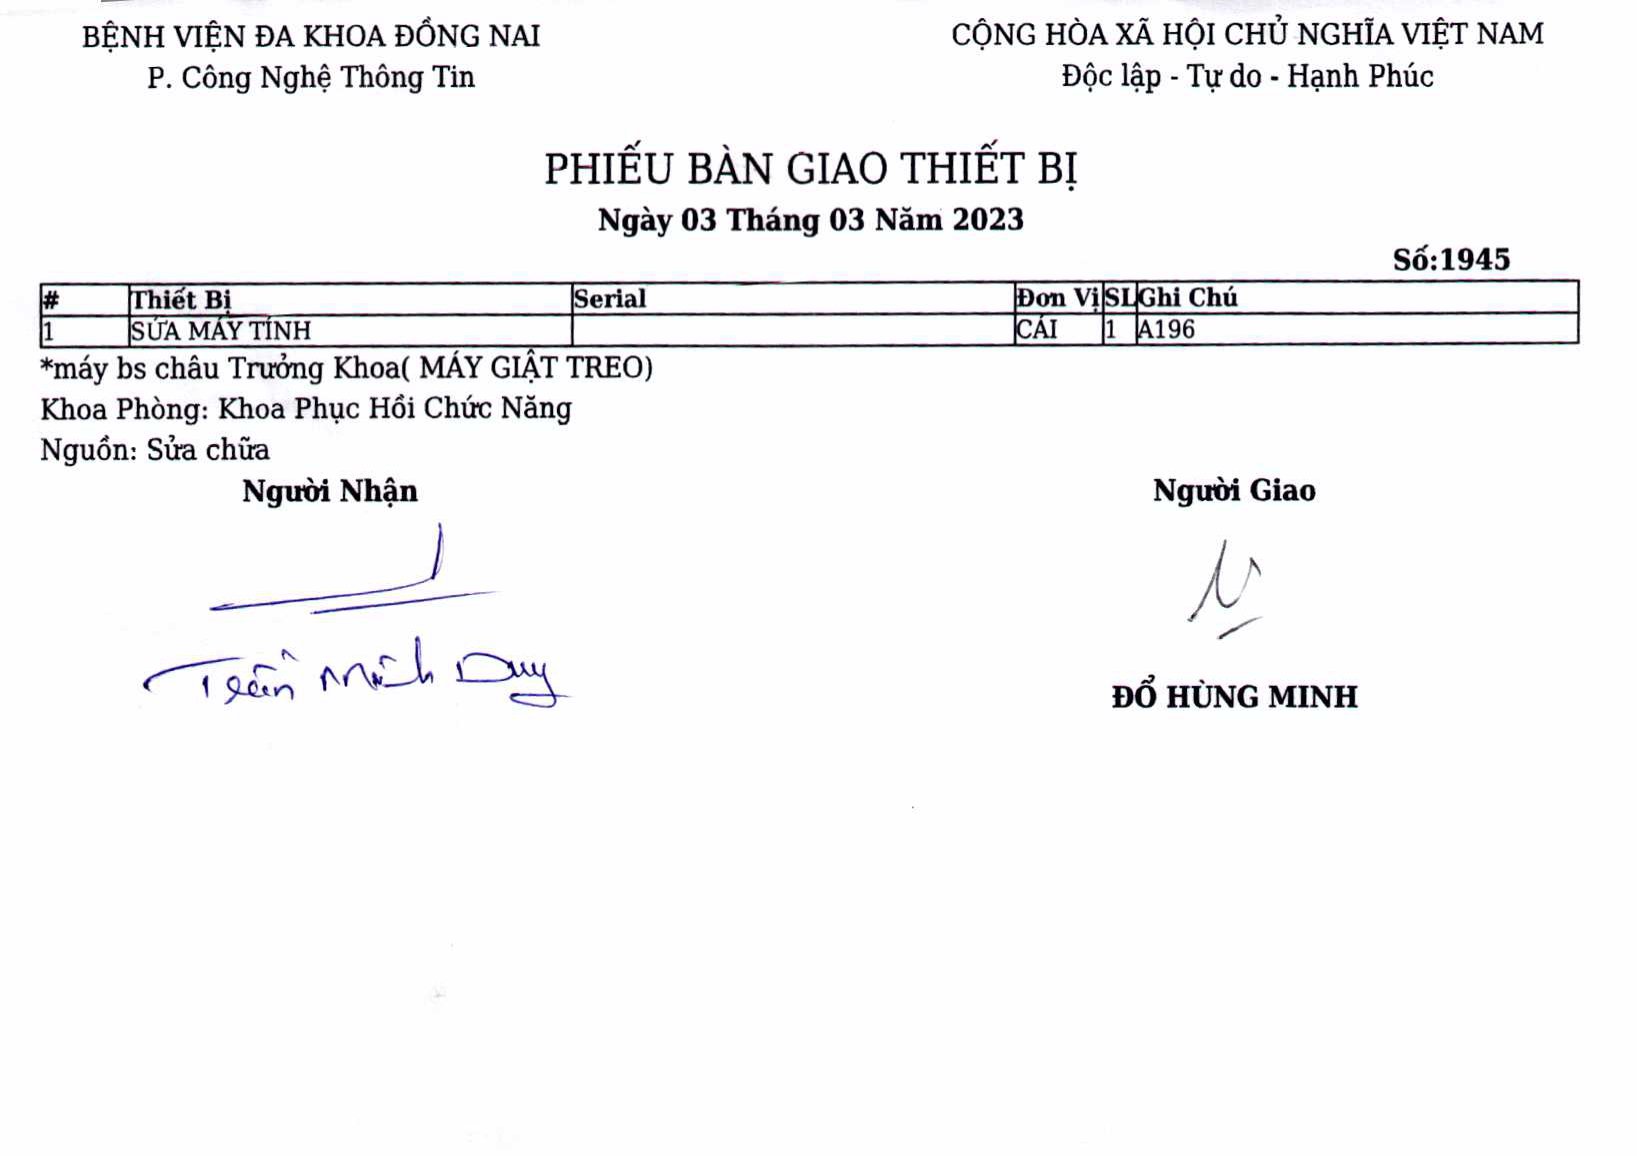 BỆNH VIỆN ĐA KHOA ĐỒNG NAI
P. Công Nghệ Thông Tin
CỘNG HÒA XÃ HỘI CHỦ NGHĨA VIỆT NAM
Độc lập - Tự do - Hạnh Phúc
PHIẾU BÀN GIAO THIẾT BỊ
Ngày 03 Tháng 03 Năm 2023
Số:1945
# Thiết Bị Serial Đơn Vị SL Ghi Chú
1 SỬA MÁY TÍNH CÁI 1 A196
*máy bs châu Trưởng Khoa( MÁY GIẬT TREO)
Khoa Phòng: Khoa Phục Hồi Chức Năng
Nguồn: Sửa chữa
Người Nhận Người Giao
Trần Minh Duy
ĐỔ HÙNG MINH